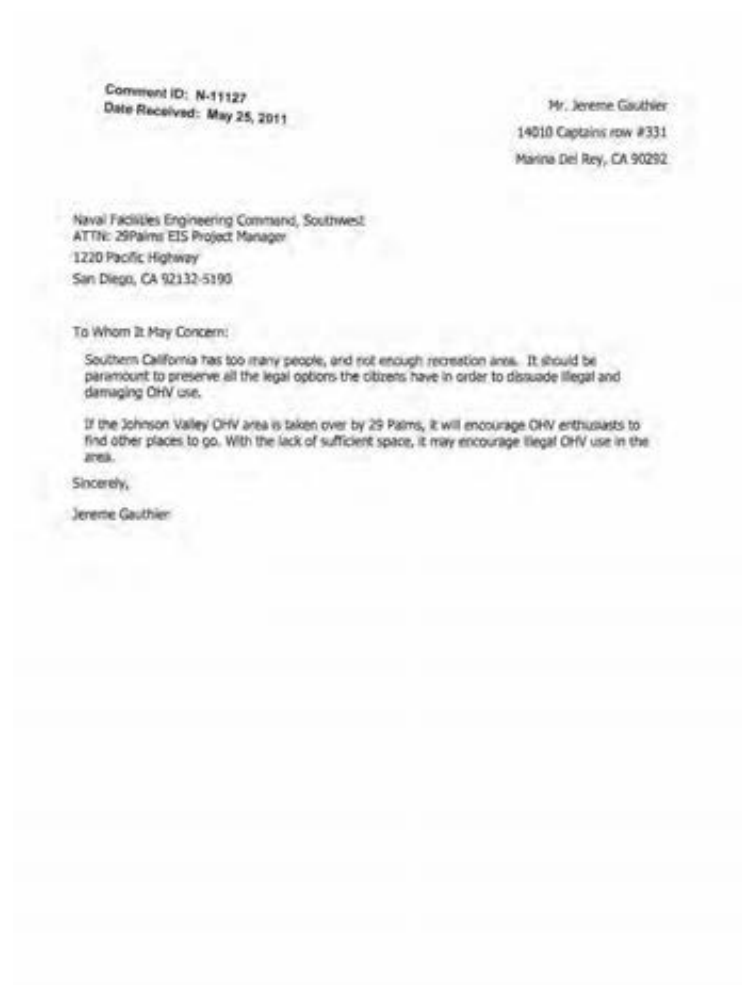 Comment ID: N-11127
Date Received: May 25, 2011
Mr. Jereme Gauthier
14010 Captains row #331
Marina Del Rey, CA 90292
Naval Facilities Engineering Command, Southwest
ATTN: 29Palms EIS Project Manager
1220 Pacific Highway
San Diego, CA 92132-5190
To Whom It May Concern:
Southern California has too many people, and not enough recreation area. It should be
paramount to preserve all the legal options the citizens have in order to dissuade illegal and
damaging OHV use.
If the Johnson Valley OHV area is taken over by 29 Palms, it will encourage OHV enthusiasts to
find other places to go. With the lack of sufficient space, it may encourage illegal OHV use in the
area.
Sincerely,
Jereme Gauthier